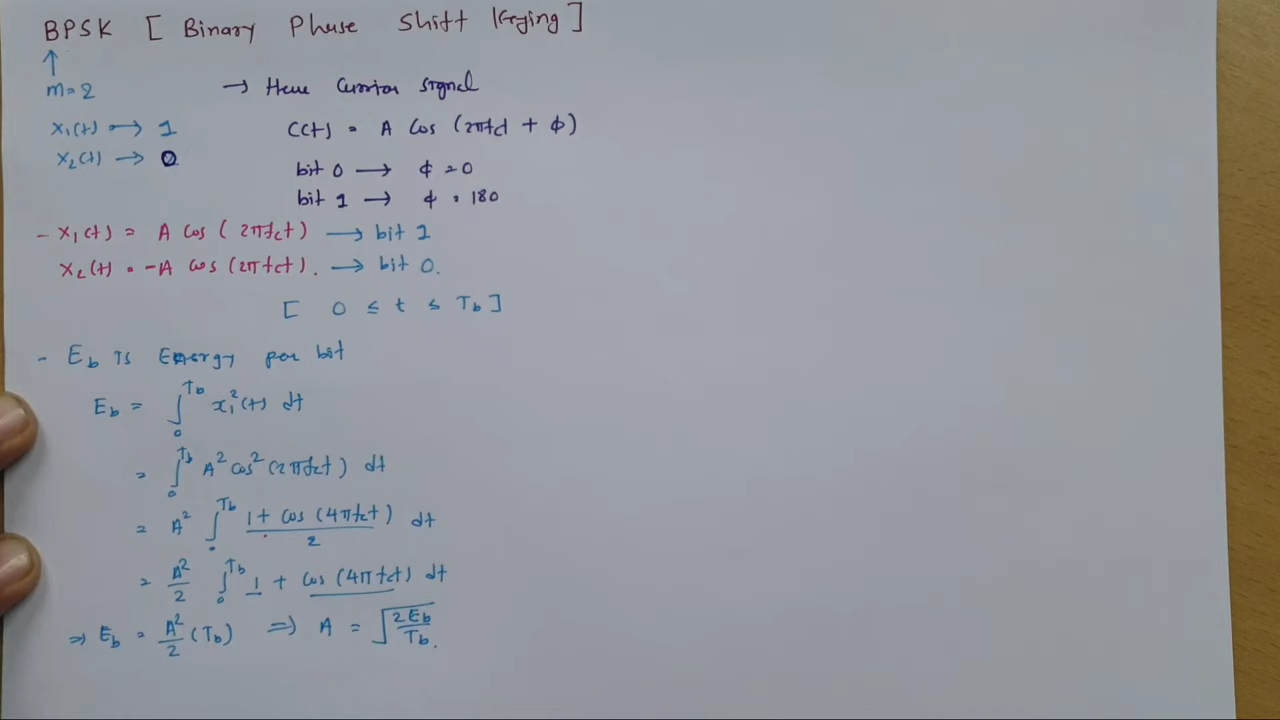 BPSK [ Binary Phase Shift Keying ]
↑
m = 2
→ Here Carrier signal
x₁(t) → 1
C(t) = A Cos (2πfct + ϕ)
x₂(t) → 0
bit 0 → ϕ = 0
bit 1 → ϕ = 180
- x₁(t) = A Cos (2πfct) → bit 1
x₂(t) = -A Cos (2πfct). → bit 0.
[ 0 ≤ t ≤ Tb ]
- Eb is Energy per bit
Eb = ∫₀^Tb x₁²(t) dt
= ∫₀^Tb A² cos² (2πfct) dt
= A² ∫₀^Tb (1 + cos (4πfct))/2 dt
= A²/2 ∫₀^Tb 1 + cos (4πfct) dt
⇒ Eb = A²/2 (Tb) ⇒ A = √(2Eb/Tb).